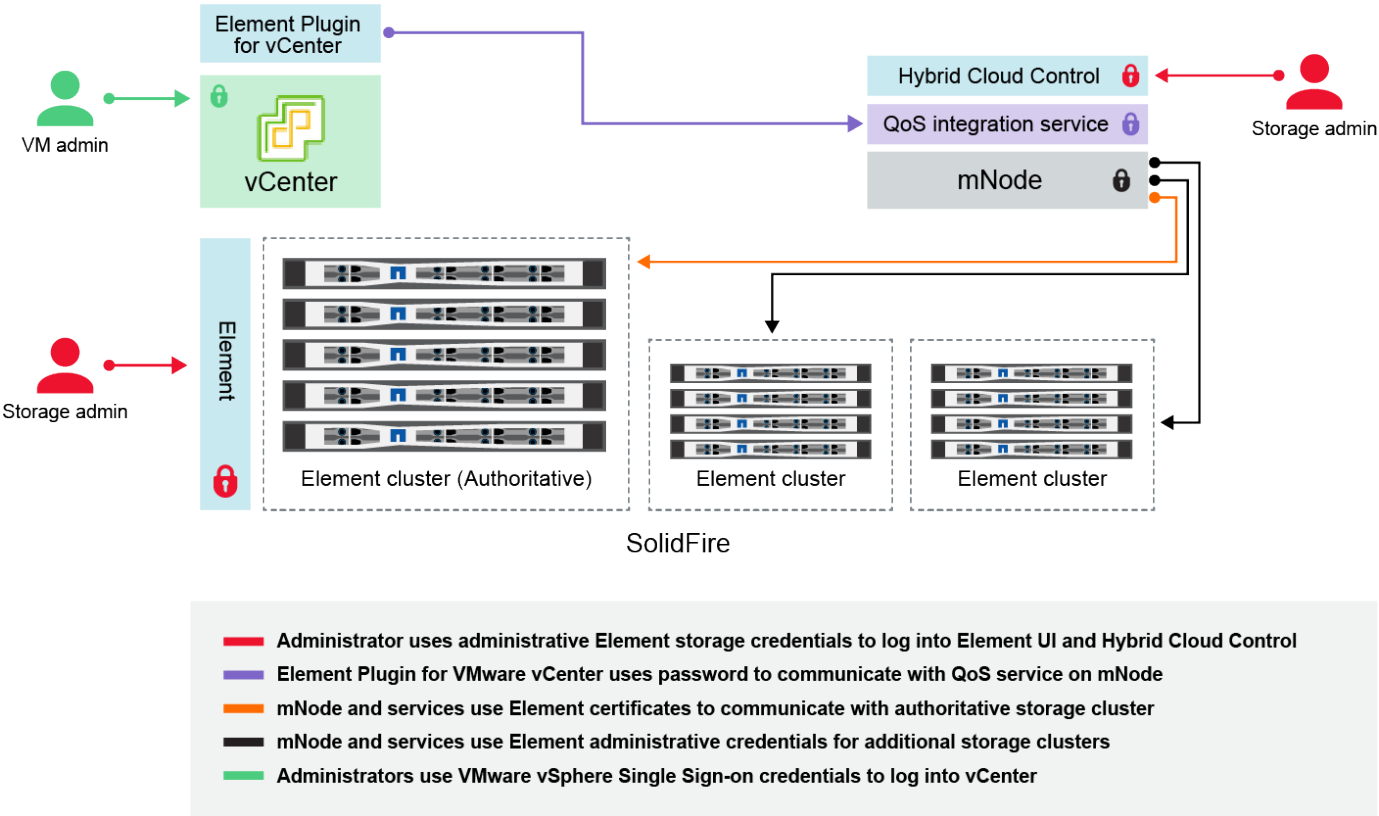 Element Plugin
for vCenter
VM admin
vCenter
Hybrid Cloud Control
QoS integration service
mNode
Storage admin
Storage admin
Element
Element cluster (Authoritative)
Element cluster
Element cluster
SolidFire
Administrator uses administrative Element storage credentials to log into Element UI and Hybrid Cloud Control
Element Plugin for VMware vCenter uses password to communicate with QoS service on mNode
mNode and services use Element certificates to communicate with authoritative storage cluster
mNode and services use Element administrative credentials for additional storage clusters
Administrators use VMware vSphere Single Sign-on credentials to log into vCenter